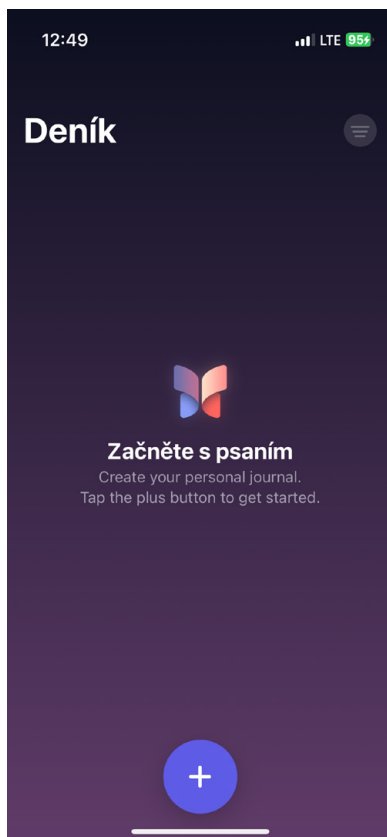 12:49
LTE 95
Deník
Začněte s psaním
Create your personal journal.
Tap the plus button to get started.